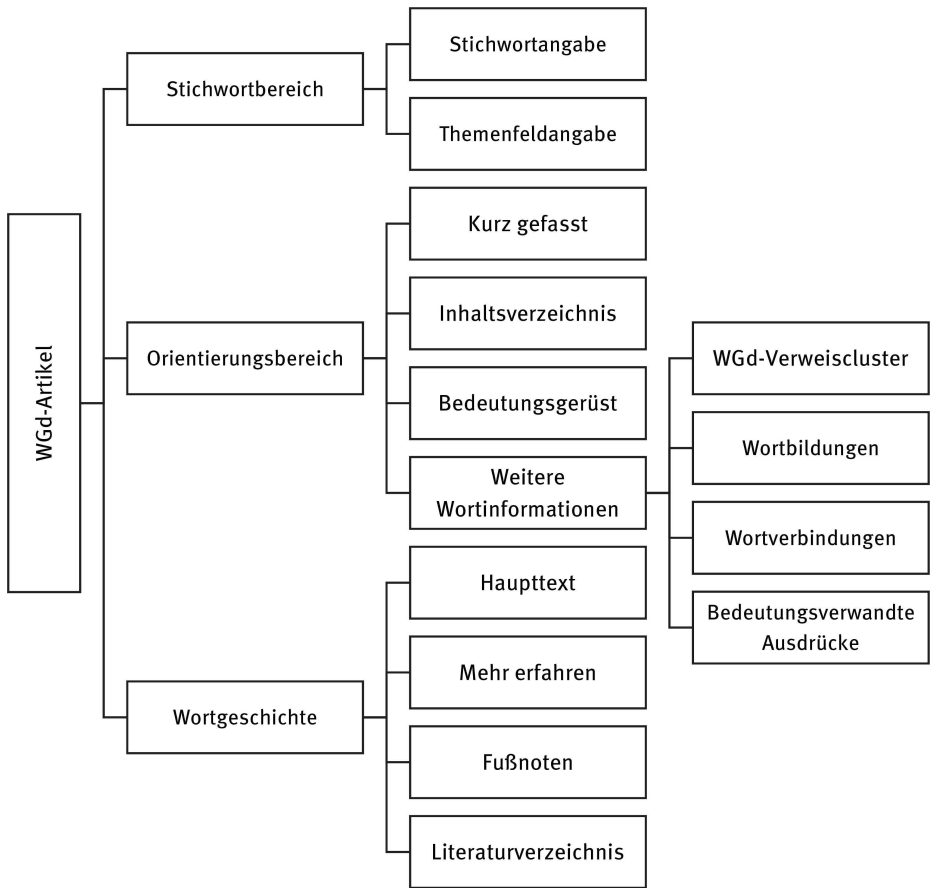 WGd-Artikel
Stichwortbereich
Stichwortangabe
Themenfeldangabe
Orientierungsbereich
Kurz gefasst
Inhaltsverzeichnis
Bedeutungsgerüst
Weitere
Wortinformationen
WGd-Verweiscluster
Wortbildungen
Wortverbindungen
Bedeutungsverwandte
Ausdrücke
Wortgeschichte
Haupttext
Mehr erfahren
Fußnoten
Literaturverzeichnis